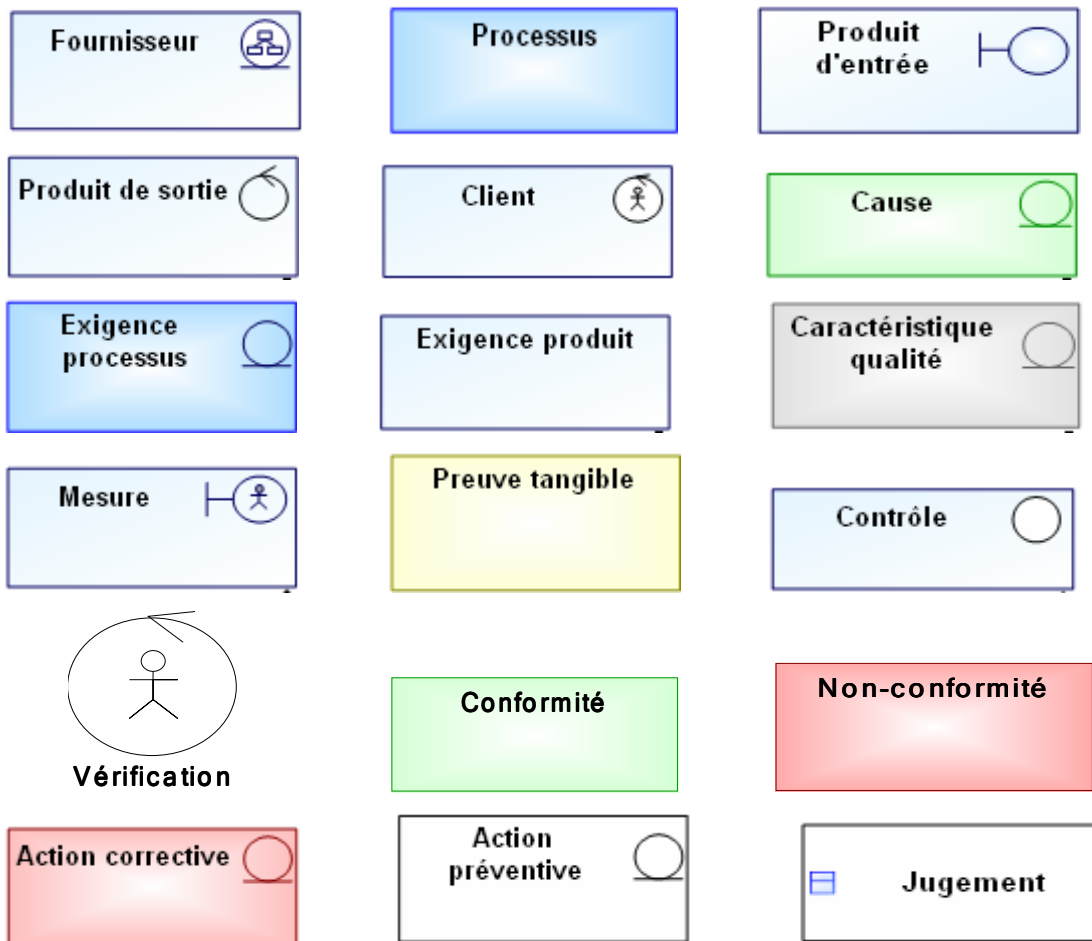 Fournisseur
Processus
Produit
d'entrée
Produit de sortie
Client
Cause
Exigence
processus
Exigence produit
Caractéristique
qualité
Mesure
Preuve tangible
Contrôle
Vérification
Conformité
Non-conformité
Action corrective
Action
préventive
Jugement